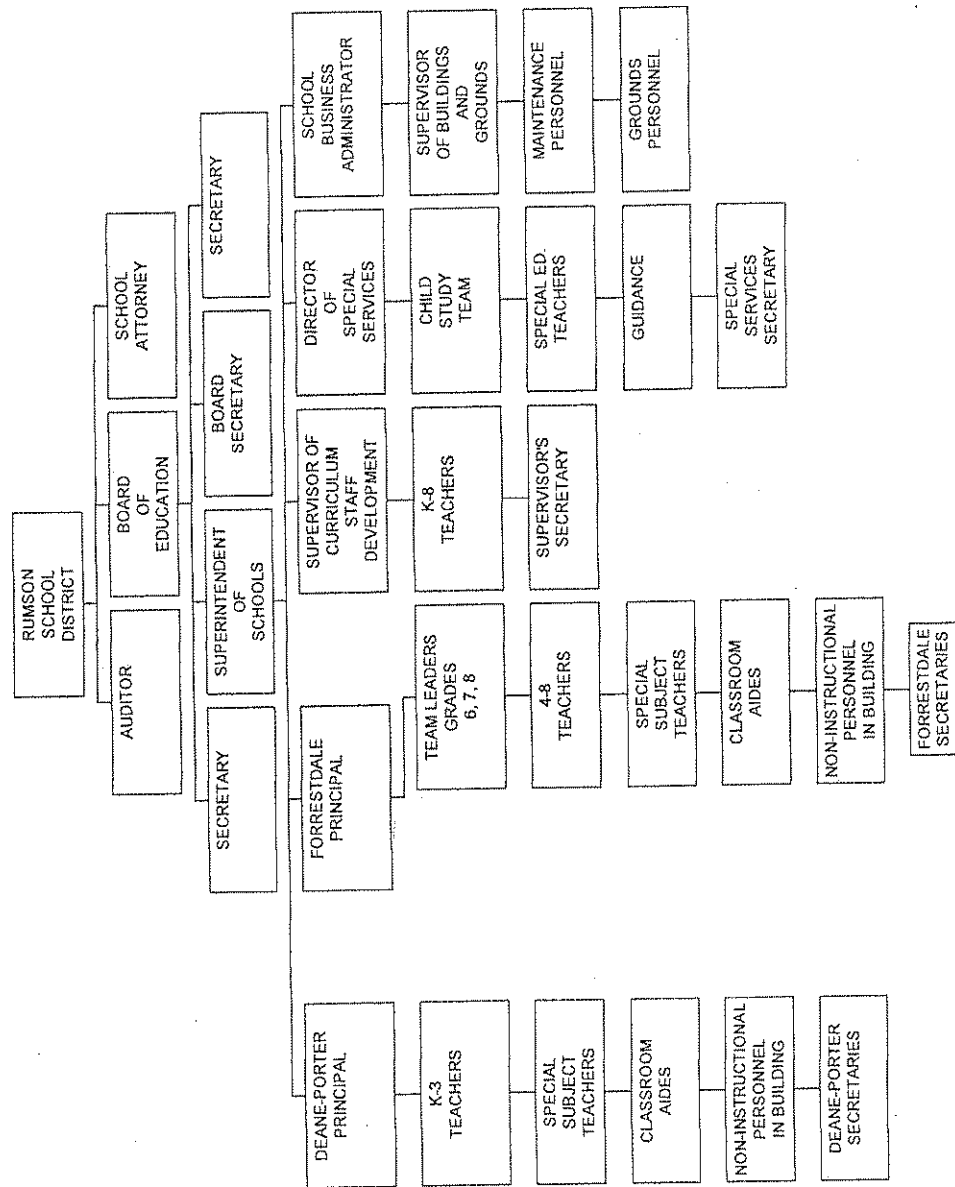 RUMSON
SCHOOL
DISTRICT
AUDITOR
BOARD
OF
EDUCATION
SCHOOL
ATTORNEY
SECRETARY
SUPERINTENDENT
OF
SCHOOLS
BOARD
SECRETARY
SECRETARY
DEANE-PORTER
PRINCIPAL
K-3
TEACHERS
SPECIAL
SUBJECT
TEACHERS
CLASSROOM
AIDES
NON-INSTRUCTIONAL
PERSONNEL
IN BUILDING
DEANE-PORTER
SECRETARIES
FORRESTDALE
PRINCIPAL
TEAM LEADERS
GRADES
6, 7, 8
4-8
TEACHERS
SPECIAL
SUBJECT
TEACHERS
CLASSROOM
AIDES
NON-INSTRUCTIONAL
PERSONNEL
IN BUILDING
FORRESTDALE
SECRETARIES
SUPERVISOR OF
CURRICULUM
STAFF
DEVELOPMENT
K-8
TEACHERS
SUPERVISOR'S
SECRETARY
DIRECTOR
OF
SPECIAL
SERVICES
CHILD
STUDY
TEAM
SPECIAL ED.
TEACHERS
GUIDANCE
SPECIAL
SERVICES
SECRETARY
SCHOOL
BUSINESS
ADMINISTRATOR
SUPERVISOR
OF BUILDINGS
AND
GROUNDS
MAINTENANCE
PERSONNEL
GROUNDS
PERSONNEL